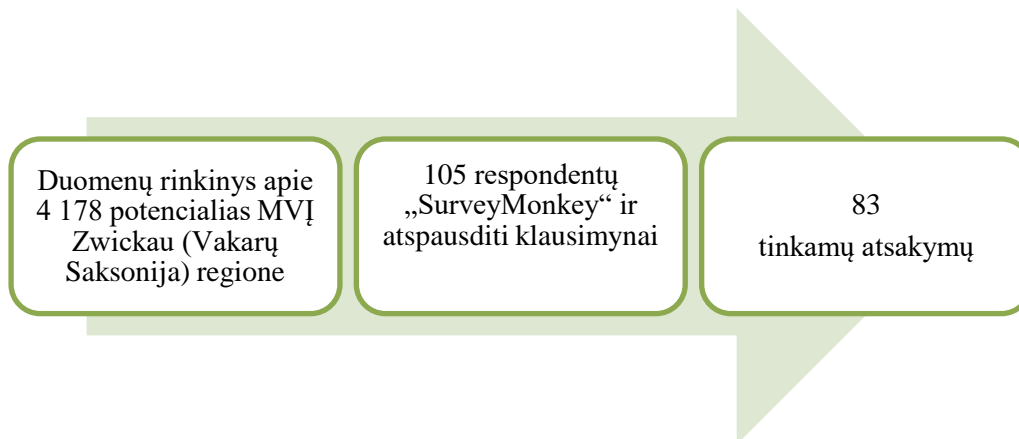 Duomenų rinkinys apie
4 178 potencialias MVĮ
Zwickau (Vakarų
Saksonija) regione
105 respondentų
„SurveyMonkey“ ir
atspausditi klausimynai
83
tinkamų atsakymų